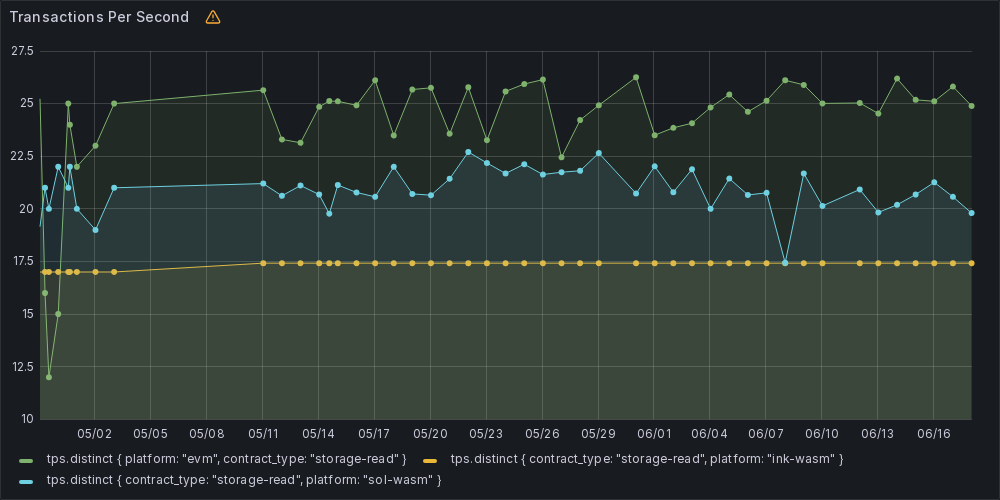 Transactions Per Second
27.5
25
22.5
20
17.5
15
12.5
10
05/02 05/05 05/08 05/11 05/14 05/17 05/20 05/23 05/26 05/29 06/01 06/04 06/07 06/10 06/13 06/16
tps.distinct { platform: "evm", contract_type: "storage-read" } tps.distinct { contract_type: "storage-read", platform: "ink-wasm" }
tps.distinct { contract_type: "storage-read", platform: "sol-wasm" }